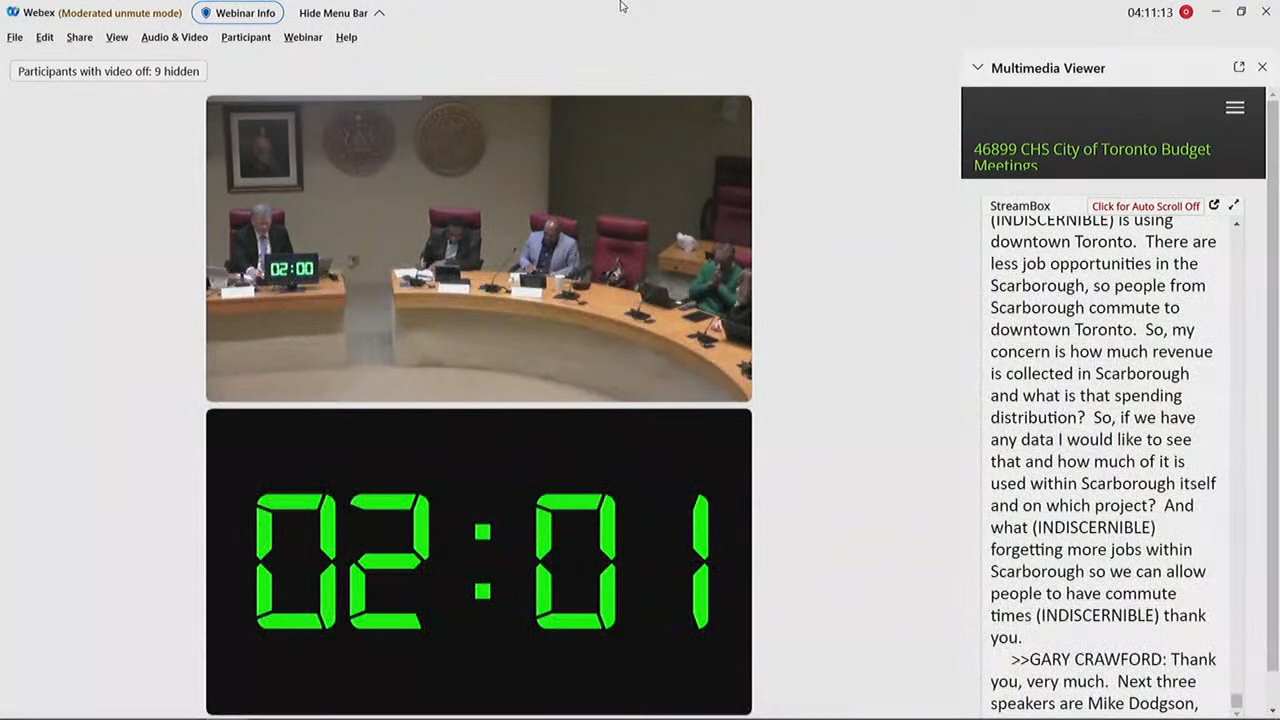 Webex (Moderated unmute mode) Webinar Info Hide Menu Bar 04:11:13
File Edit Share View Audio & Video Participant Webinar Help
Participants with video off: 9 hidden
02:00
02:01
Multimedia Viewer
46899 CHS City of Toronto Budget
Meetings
StreamBox Click for Auto Scroll Off
(INDISCERNIBLE) is using
downtown Toronto. There are
less job opportunities in the
Scarborough, so people from
Scarborough commute to
downtown Toronto. So, my
concern is how much revenue
is collected in Scarborough
and what is that spending
distribution? So, if we have
any data I would like to see
that and how much of it is
used within Scarborough itself
and on which project? And
what (INDISCERNIBLE)
forgetting more jobs within
Scarborough so we can allow
people to have commute
times (INDISCERNIBLE) thank
you.
>>GARY CRAWFORD: Thank
you, very much. Next three
speakers are Mike Dodgson,